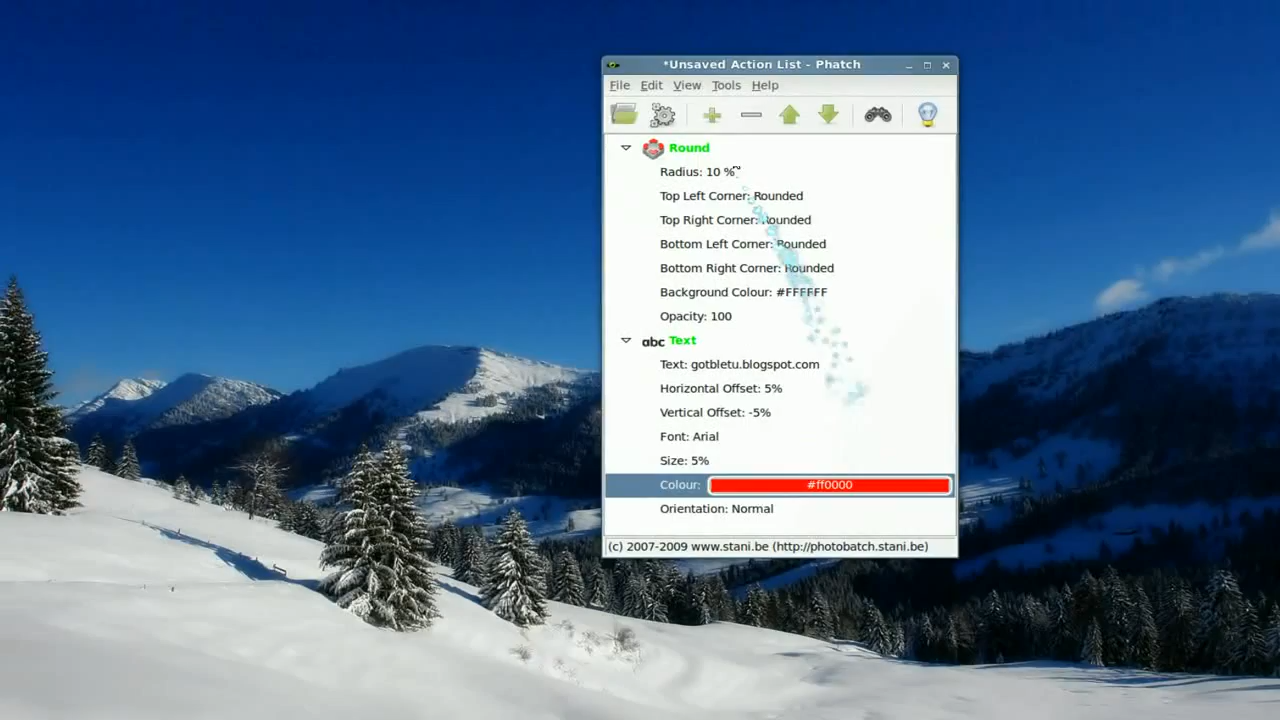 *Unsaved Action List - Phatch
File Edit View Tools Help
Round
Radius: 10 %
Top Left Corner: Rounded
Top Right Corner: Rounded
Bottom Left Corner: Rounded
Bottom Right Corner: Rounded
Background Colour: #FFFFFF
Opacity: 100
abc Text
Text: gotbletu.blogspot.com
Horizontal Offset: 5%
Vertical Offset: -5%
Font: Arial
Size: 5%
Colour: #ff0000
Orientation: Normal
(c) 2007-2009 www.stani.be (http://photobatch.stani.be)